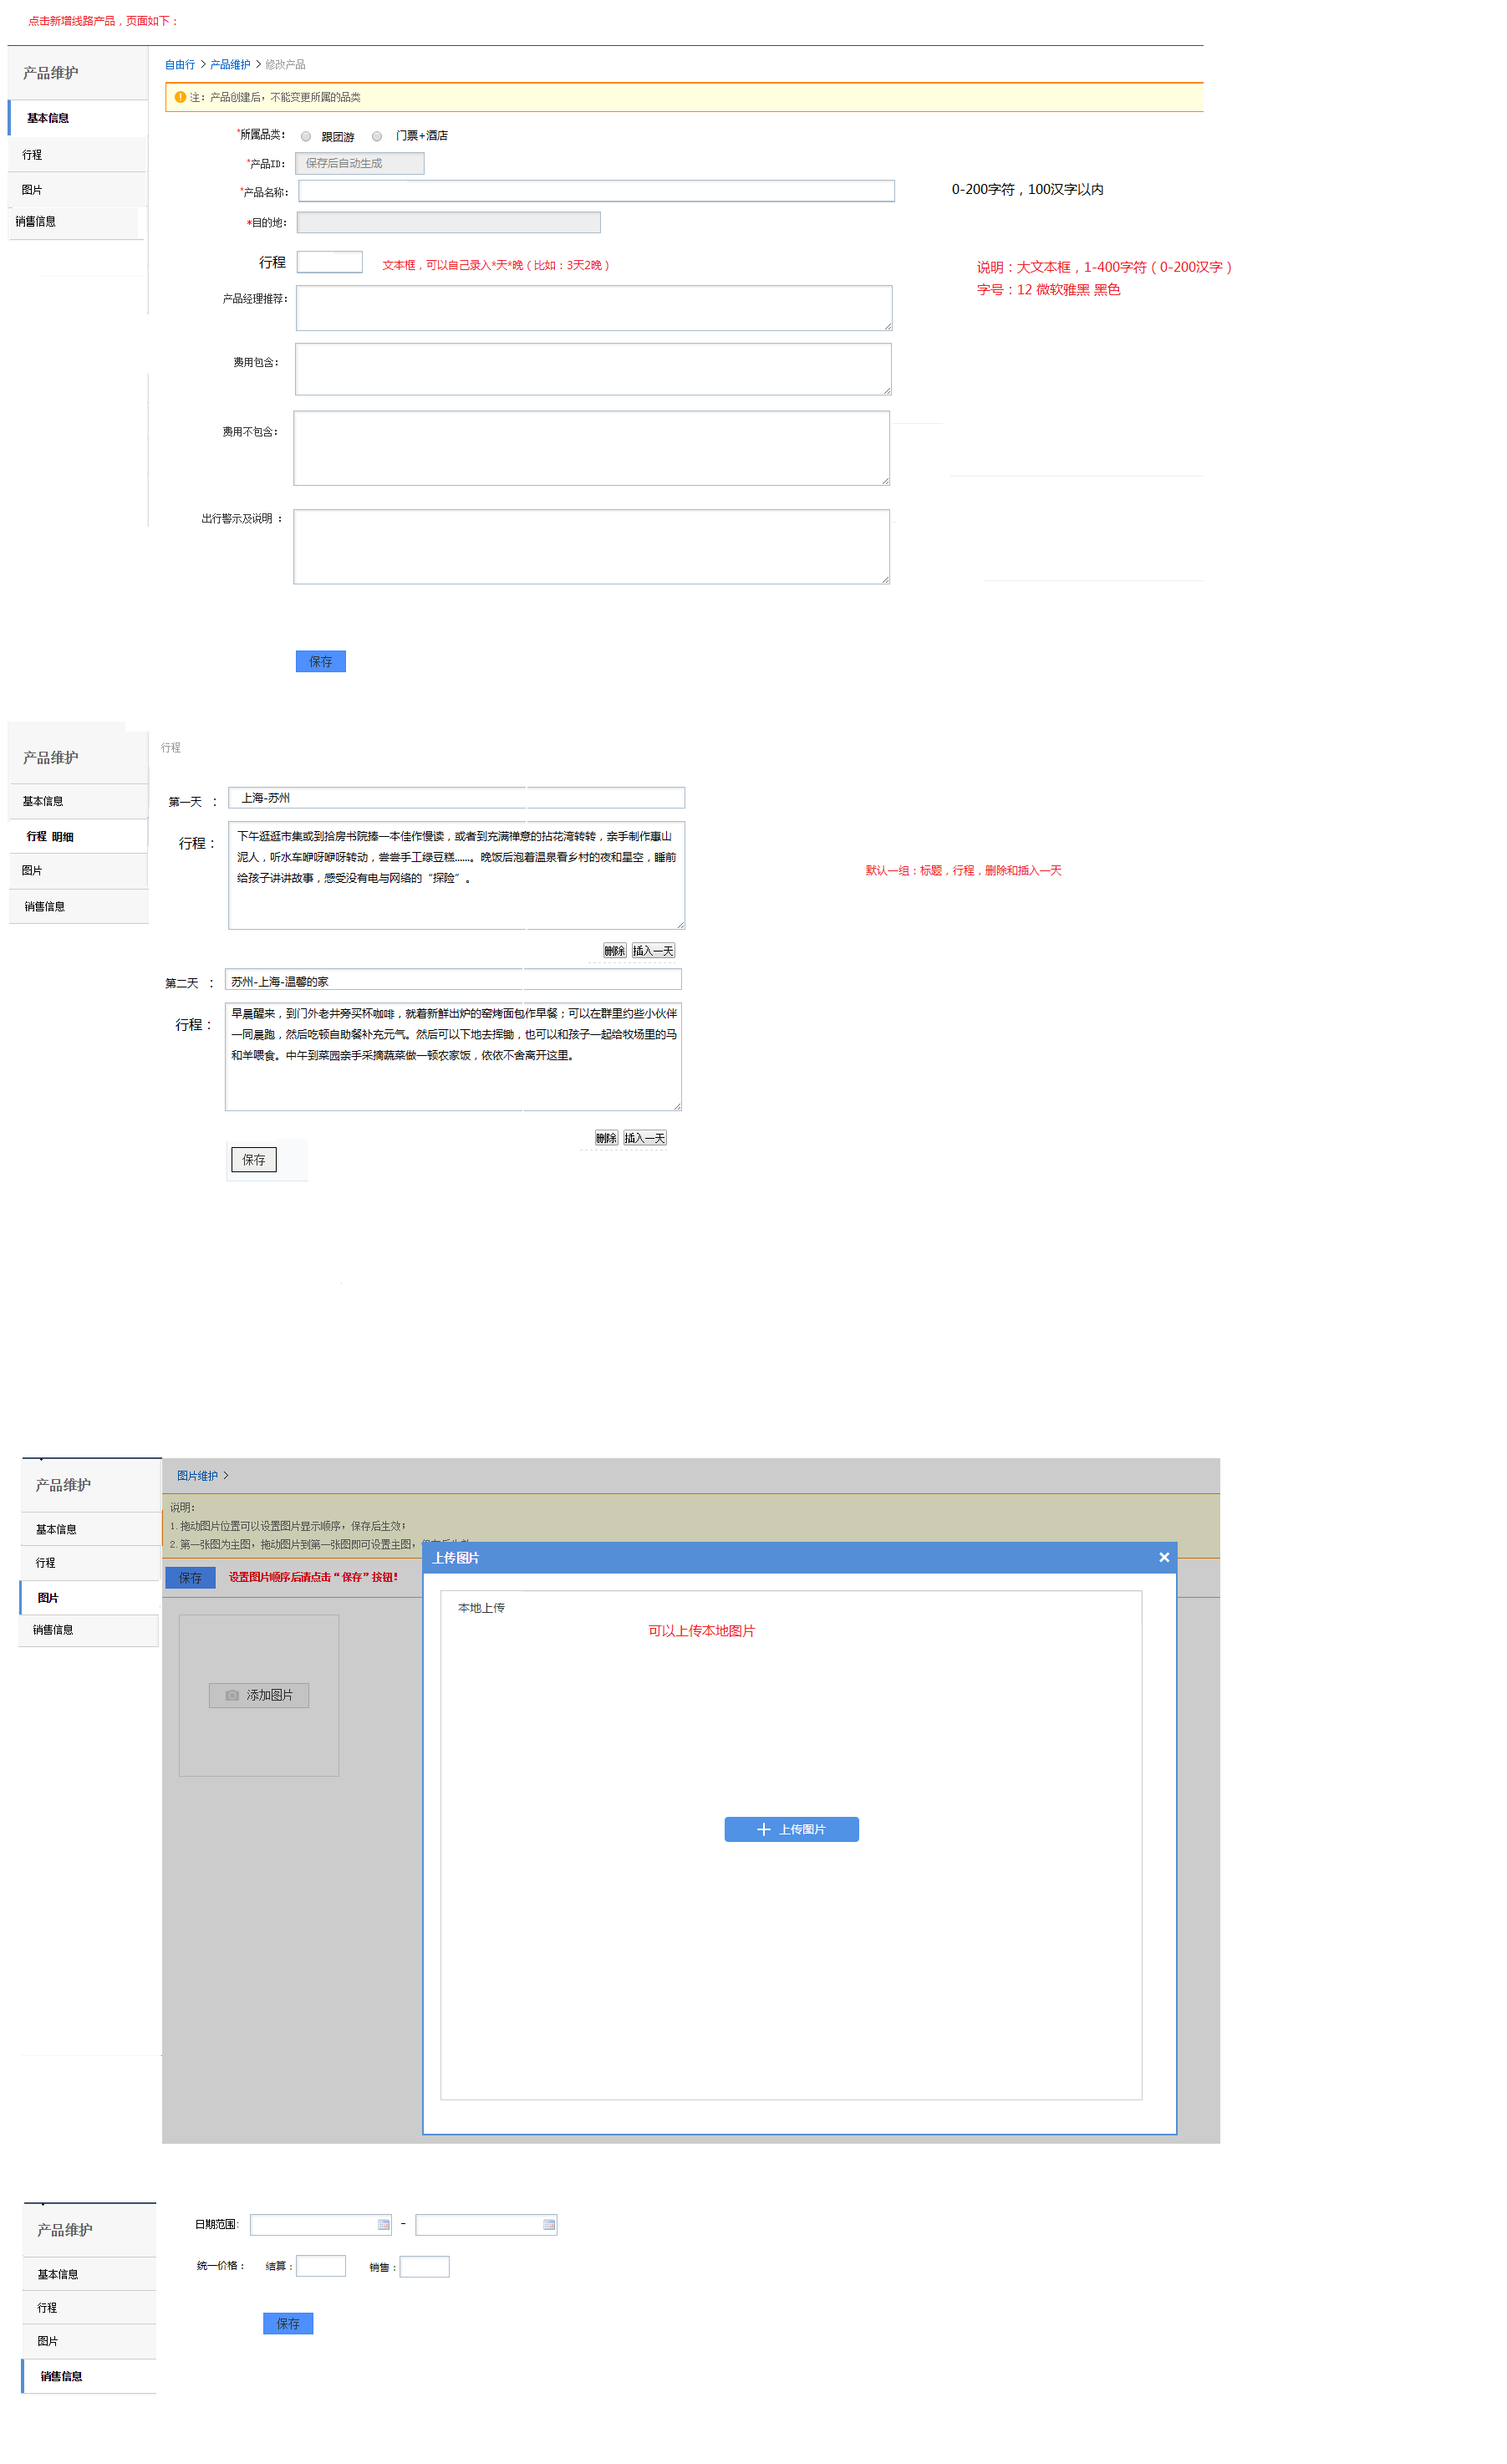 点击新增线路产品，页面如下：
产品维护
基本信息
行程
图片
销售信息
自由行 > 产品维护 > 修改产品
注：产品创建后，不能变更所属的品类
*所属品类： 跟团游 门票+酒店
*产品ID： 保存后自动生成
*产品名称：
0-200字符，100汉字以内
*目的地：
行程 文本框，可以自己录入*天*晚（比如：3天2晚）
说明：大文本框，1-400字符（0-200汉字）
字号：12 微软雅黑 黑色
产品经理推荐：
费用包含：
费用不包含：
出行警示及说明 ：
保存
产品维护
基本信息
行程 明细
图片
销售信息
行程
第一天 ： 上海-苏州
行程： 下午逛逛市集或到拾房书院捧一本佳作慢读，或者到充满禅意的拈花湾转转，亲手制作惠山
泥人，听水车咿呀咿呀转动，尝尝手工绿豆糕……。晚饭后泡着温泉看乡村的夜和星空，睡前
给孩子讲讲故事，感受没有电与网络的“探险”。
默认一组：标题，行程，删除和插入一天
删除 插入一天
第二天 ： 苏州-上海-温馨的家
行程： 早晨醒来，到门外老井旁买杯咖啡，就着新鲜出炉的窑烤面包作早餐；可以在群里约些小伙伴
一同晨跑，然后吃顿自助餐补充元气。然后可以下地去挥锄，也可以和孩子一起给牧场里的马
和羊喂食。中午到菜园亲手采摘蔬菜做一顿农家饭，依依不舍离开这里。
删除 插入一天
保存
产品维护
基本信息
行程
图片
销售信息
图片维护 >
说明：
1.拖动图片位置可以设置图片显示顺序，保存后生效；
2.第一张图为主图，拖动图片到第一张图即可设置主图，
保存 设置图片顺序后请点击“保存”按钮！
添加图片
上传图片 ×
本地上传
可以上传本地图片
+ 上传图片
产品维护
基本信息
行程
图片
销售信息
日期范围： -
统一价格： 结算： 销售：
保存